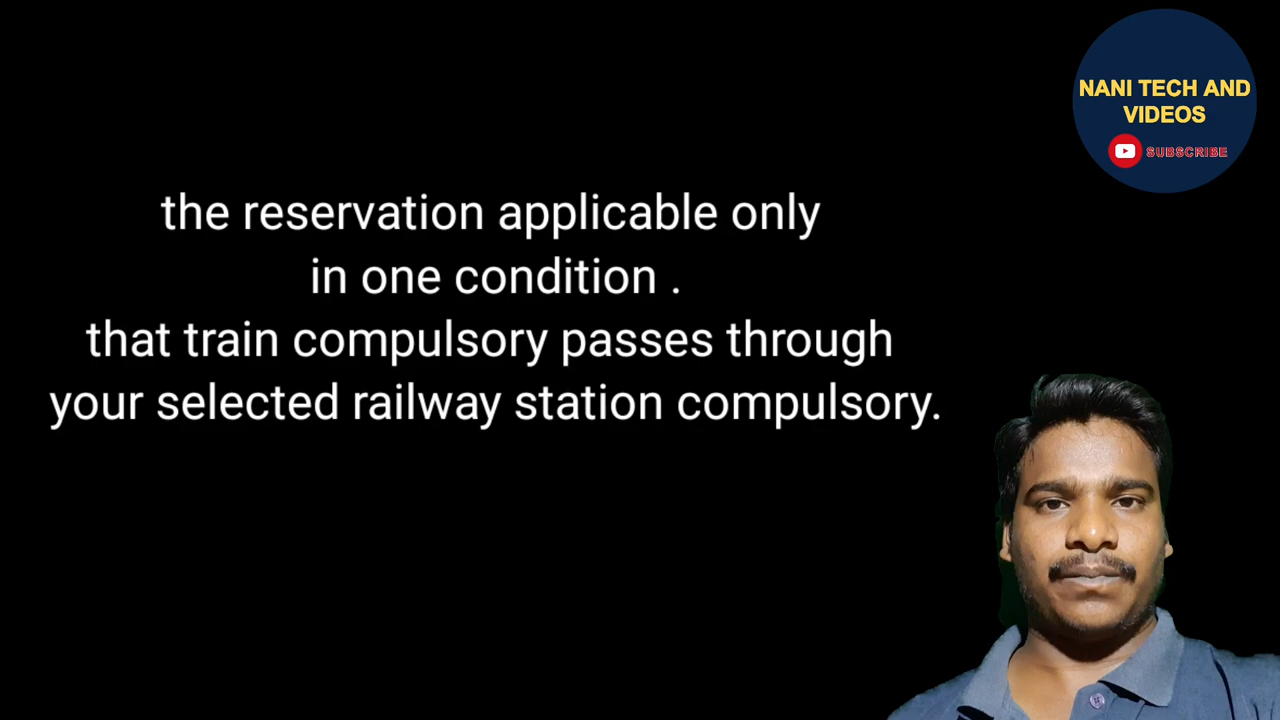 NANI TECH AND
VIDEOS
SUBSCRIBE
the reservation applicable only
in one condition .
that train compulsory passes through
your selected railway station compulsory.